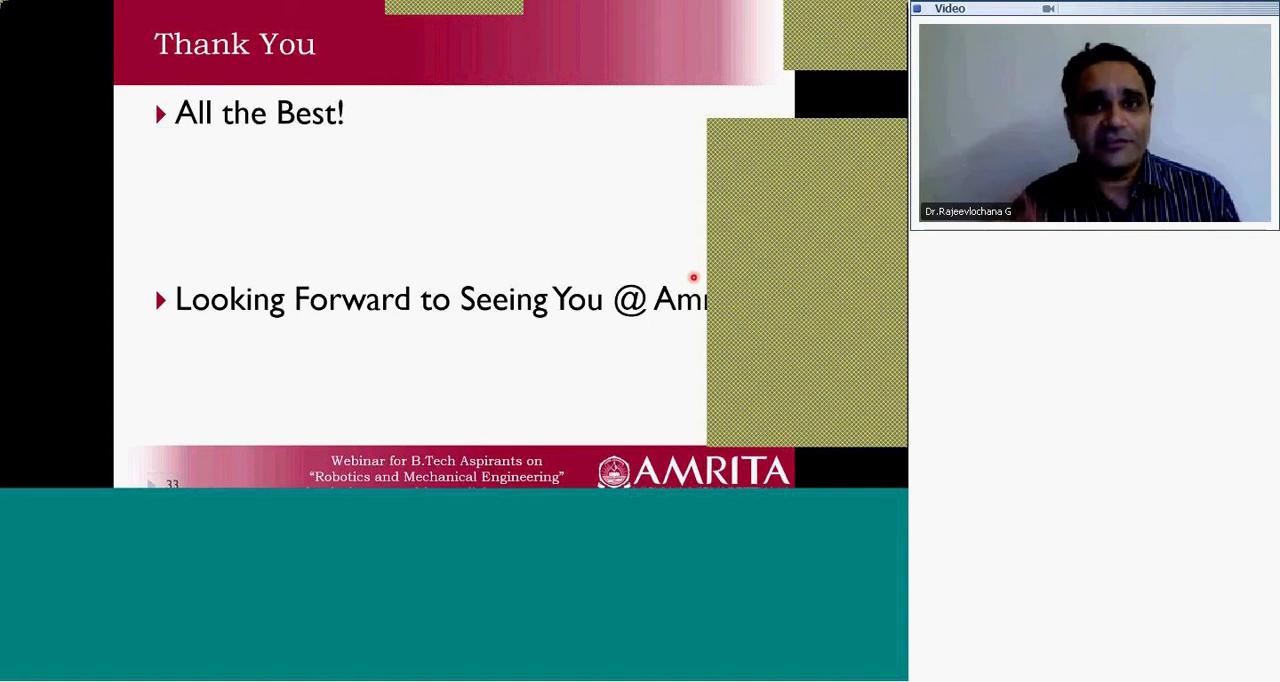 Thank You
All the Best!
Looking Forward to Seeing You @
Webinar for B.Tech Aspirants on
“Robotics and Mechanical Engineering”
33
AMRITA
Video
Dr.Rajeevlochana G